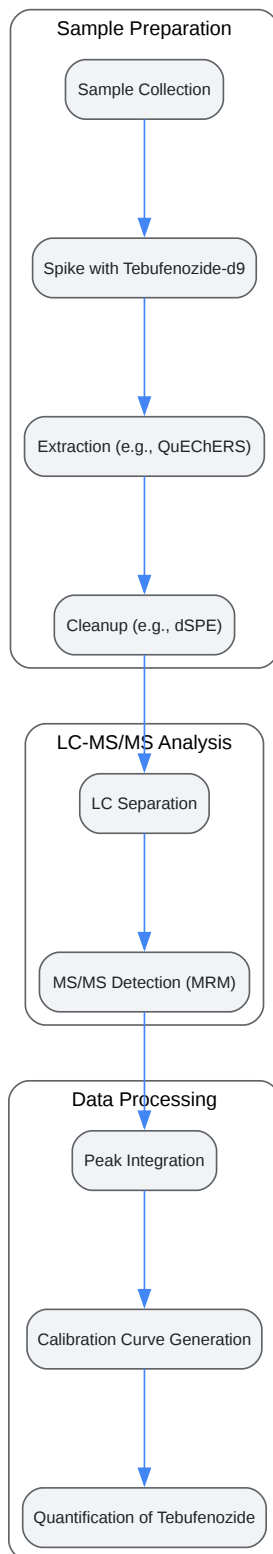 Sample Preparation
Sample Collection
Spike with Tebufenozide-d9
Extraction (e.g., QuEChERS)
Cleanup (e.g., dSPE)
LC-MS/MS Analysis
LC Separation
MS/MS Detection (MRM)
Data Processing
Peak Integration
Calibration Curve Generation
Quantification of Tebufenozide